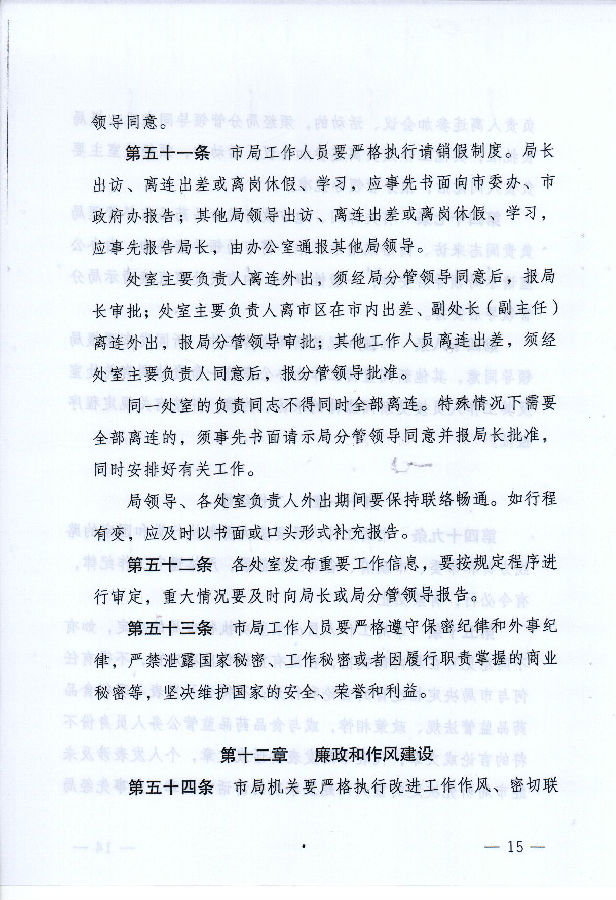 领导同意。
第五十一条 市局工作人员要严格执行请销假制度。局长
出访、离连出差或离岗休假、学习，应事先书面向市委办、市
政府办报告；其他局领导出访、离连出差或离岗休假、学习，
应事先报告局长，由办公室通报其他局领导。
处室主要负责人离连外出，须经局分管领导同意后，报局
长审批；处室主要负责人离市区在市内出差、副处长（副主任）
离连外出，报局分管领导审批；其他工作人员离连出差，须经
处室主要负责人同意后，报分管领导批准。
同一处室的负责同志不得同时全部离连。特殊情况下需要
全部离连的，须事先书面请示局分管领导同意并报局长批准，
同时安排好有关工作。
局领导、各处室负责人外出期间要保持联络畅通。如行程
有变，应及时以书面或口头形式补充报告。
第五十二条 各处室发布重要工作信息，要按规定程序进
行审定，重大情况要及时向局长或局分管领导报告。
第五十三条 市局工作人员要严格遵守保密纪律和外事纪
律，严禁泄露国家秘密、工作秘密或者因履行职责掌握的商业
秘密等，坚决维护国家的安全、荣誉和利益。
第十二章 廉政和作风建设
第五十四条 市局机关要严格执行改进工作作风、密切联
— 15 —